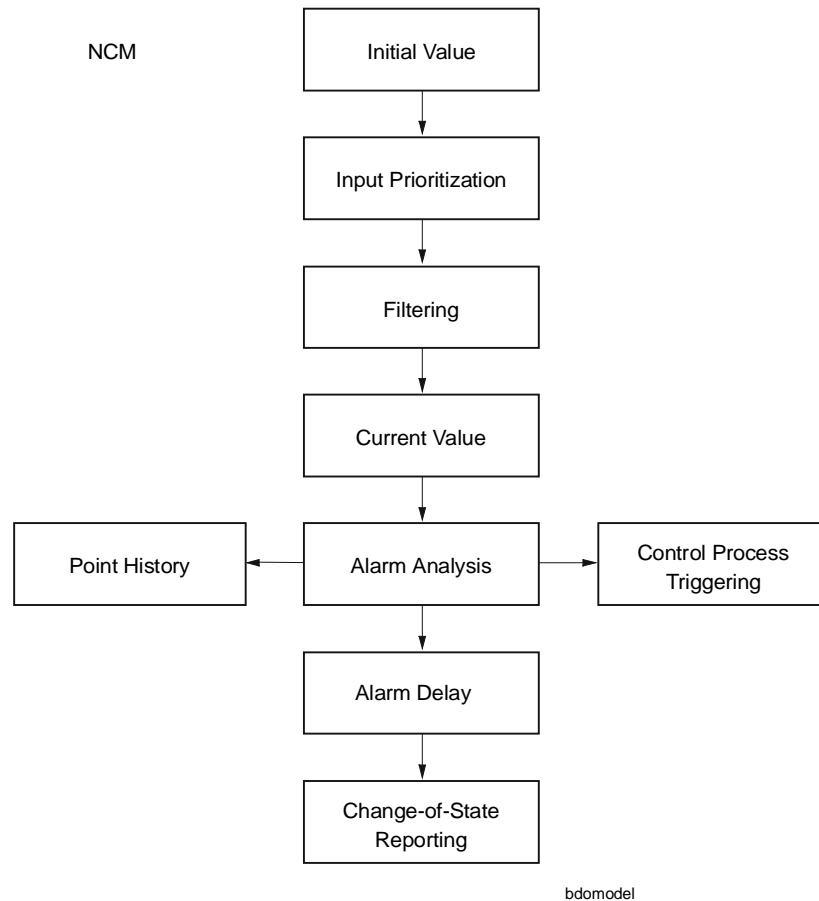 NCM
Initial Value
Input Prioritization
Filtering
Current Value
Point History
Alarm Analysis
Control Process
Triggering
Alarm Delay
Change-of-State
Reporting
bdomodel